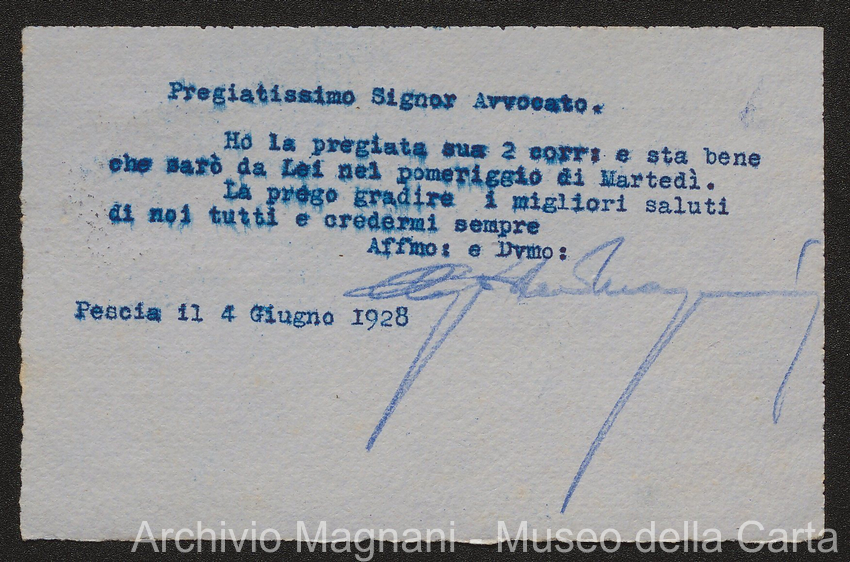 Pregiatissimo Signor Avvocato.
Ho la pregiata sua 2 corr: e sta bene
che sarò da Lei nel pomeriggio di Martedì.
La prego gradire i migliori saluti
di noi tutti e credermi sempre
Affmo: e Dvmo:
Magnani
Pescia il 4 Giugno 1928
Archivio Magnani - Museo della Carta